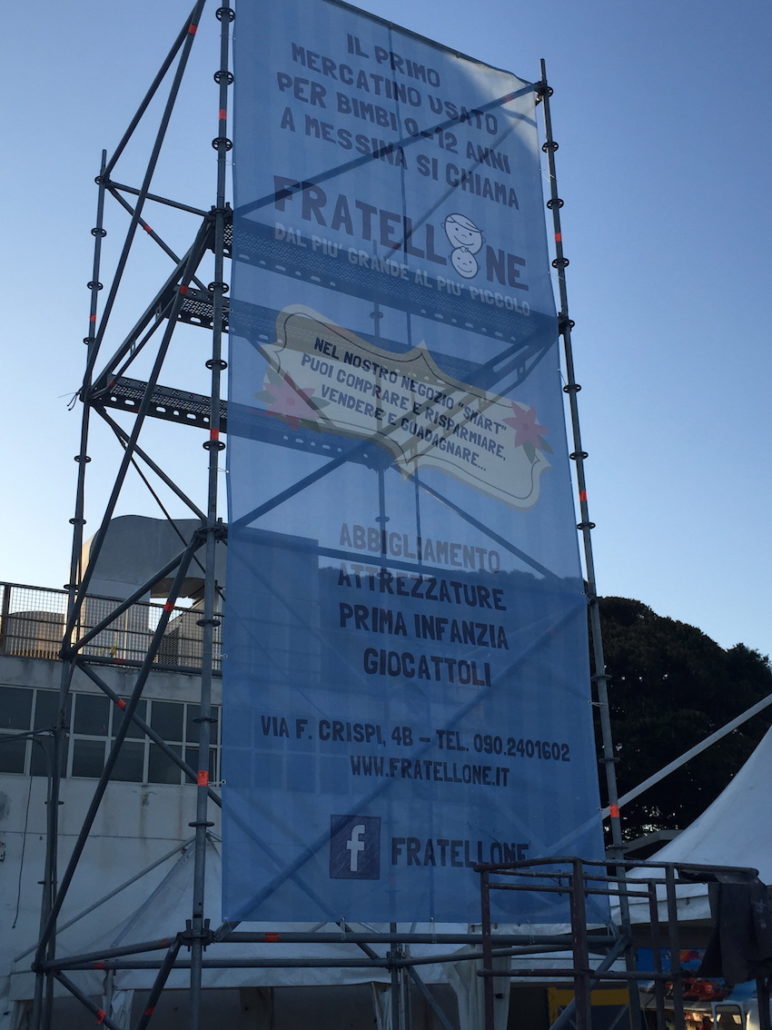 IL PRIMO
MERCATINO USATO
PER BIMBI 0-12 ANNI
A MESSINA SI CHIAMA
FRATELLONE
DAL PIU' GRANDE AL PIU' PICCOLO
NEL NOSTRO NEGOZIO "SMART"
PUOI COMPRARE E RISPARMIARE,
VENDERE E GUADAGNARE...
ABBIGLIAMENTO
ATTREZZATURE
PRIMA INFANZIA
GIOCATTOLI
VIA F. CRISPI, 4B – TEL. 090.2401602
WWW.FRATELLONE.IT
f FRATELLONE